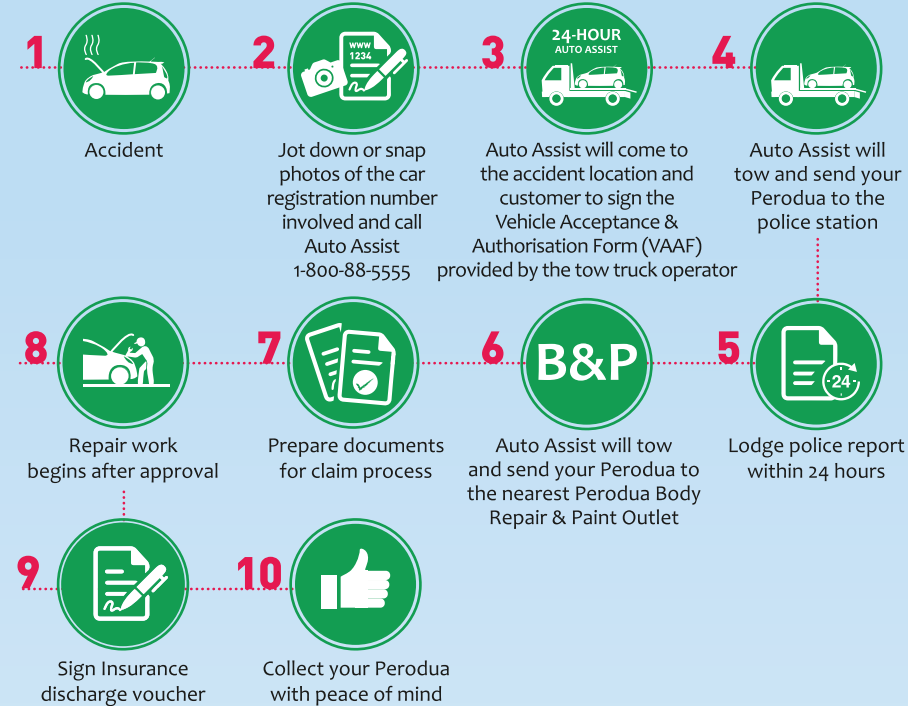 1
Accident
2
WWW
1234
Jot down or snap
photos of the car
registration number
involved and call
Auto Assist
1-800-88-5555
3
24-HOUR
AUTO ASSIST
Auto Assist will come to
the accident location and
customer to sign the
Vehicle Acceptance &
Authorisation Form (VAAF)
provided by the tow truck operator
4
Auto Assist will
tow and send your
Perodua to the
police station
5
-24-
Lodge police report
within 24 hours
6
B&P
Auto Assist will tow
and send your Perodua to
the nearest Perodua Body
Repair & Paint Outlet
7
Prepare documents
for claim process
8
Repair work
begins after approval
9
Sign Insurance
discharge voucher
10
Collect your Perodua
with peace of mind